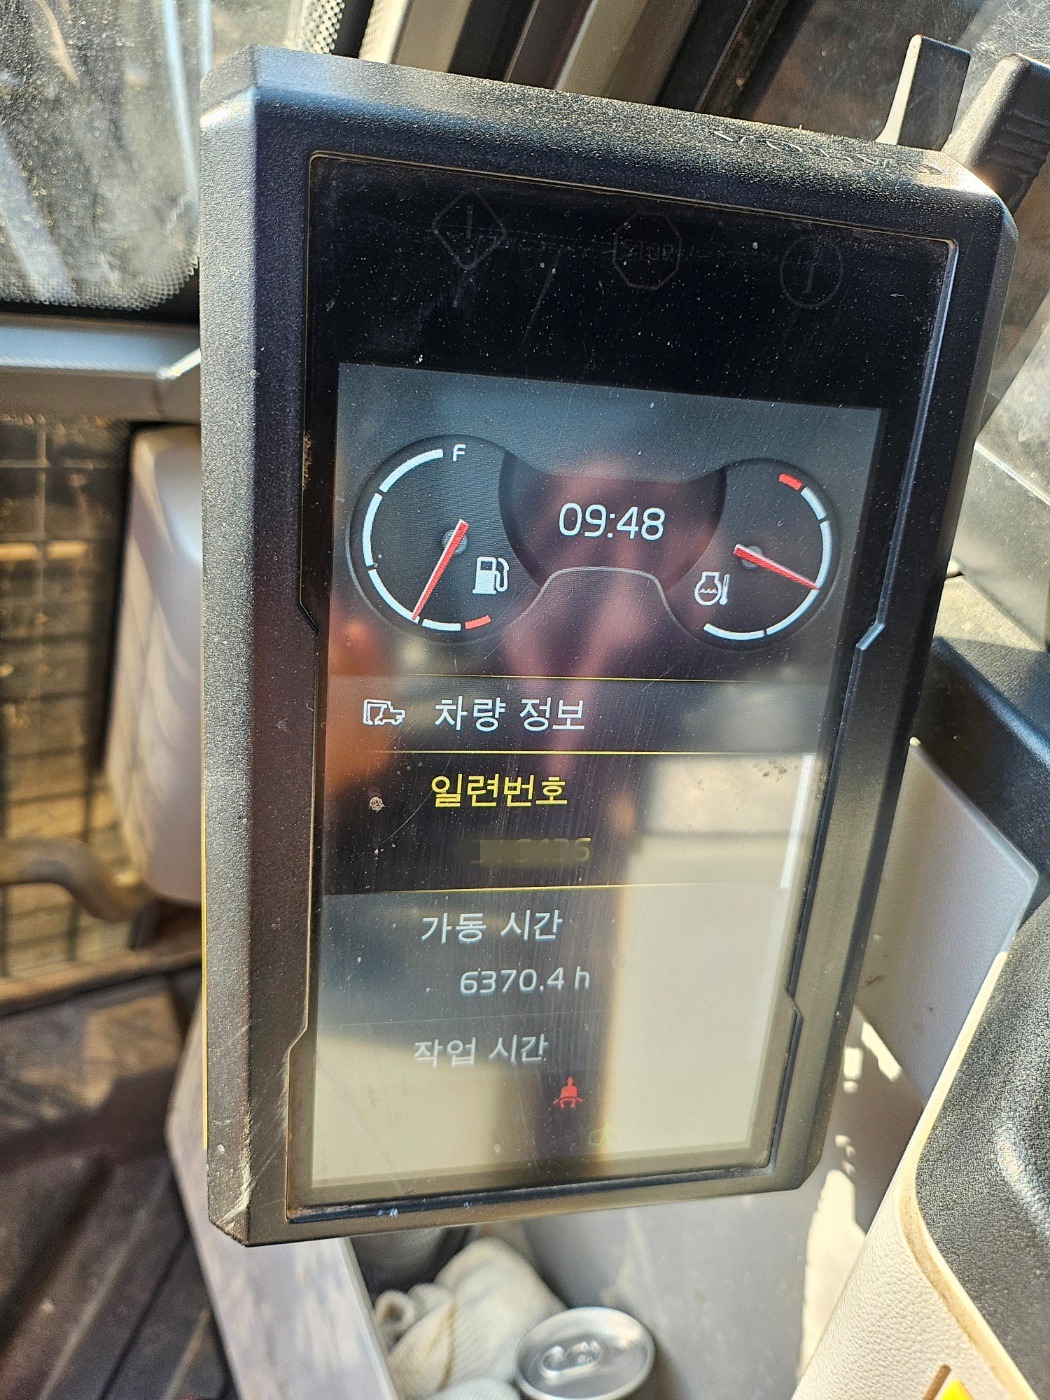 F
09:48
차량 정보
일련번호
가동 시간
6370.4 h
작업 시간